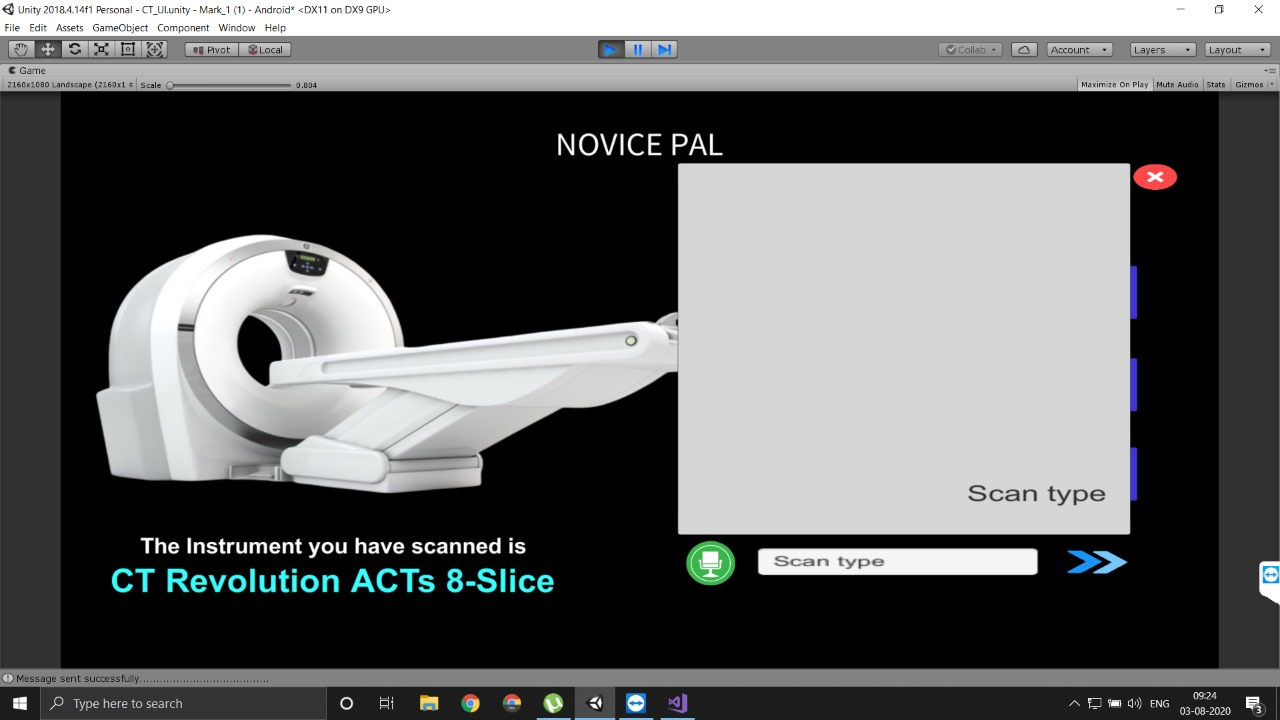 Unity 2018.4.14f1 Personal - CT_UI.unity - Mark_1 (1) - Android* <DX11 on DX9 GPU>
File Edit Assets GameObject Component Window Help
Pivot Local Collab Account Layers Layout
Game
2160x1080 Landscape (2160x1 Scale 0.804 Maximize On Play Mute Audio Stats Gizmos
NOVICE PAL
Scan type
The Instrument you have scanned is
CT Revolution ACTs 8-Slice
Scan type
Message sent successfully.......................................
Type here to search
ENG
09:24
03-08-2020
3